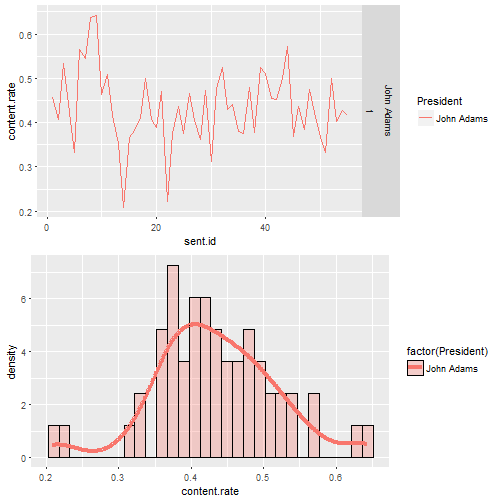 0.6
0.5
0.4
0.3
0.2
content.rate
0
20
40
sent.id
1
John Adams
President
John Adams
6
4
2
0
density
0.2
0.3
0.4
0.5
0.6
content.rate
factor(President)
John Adams